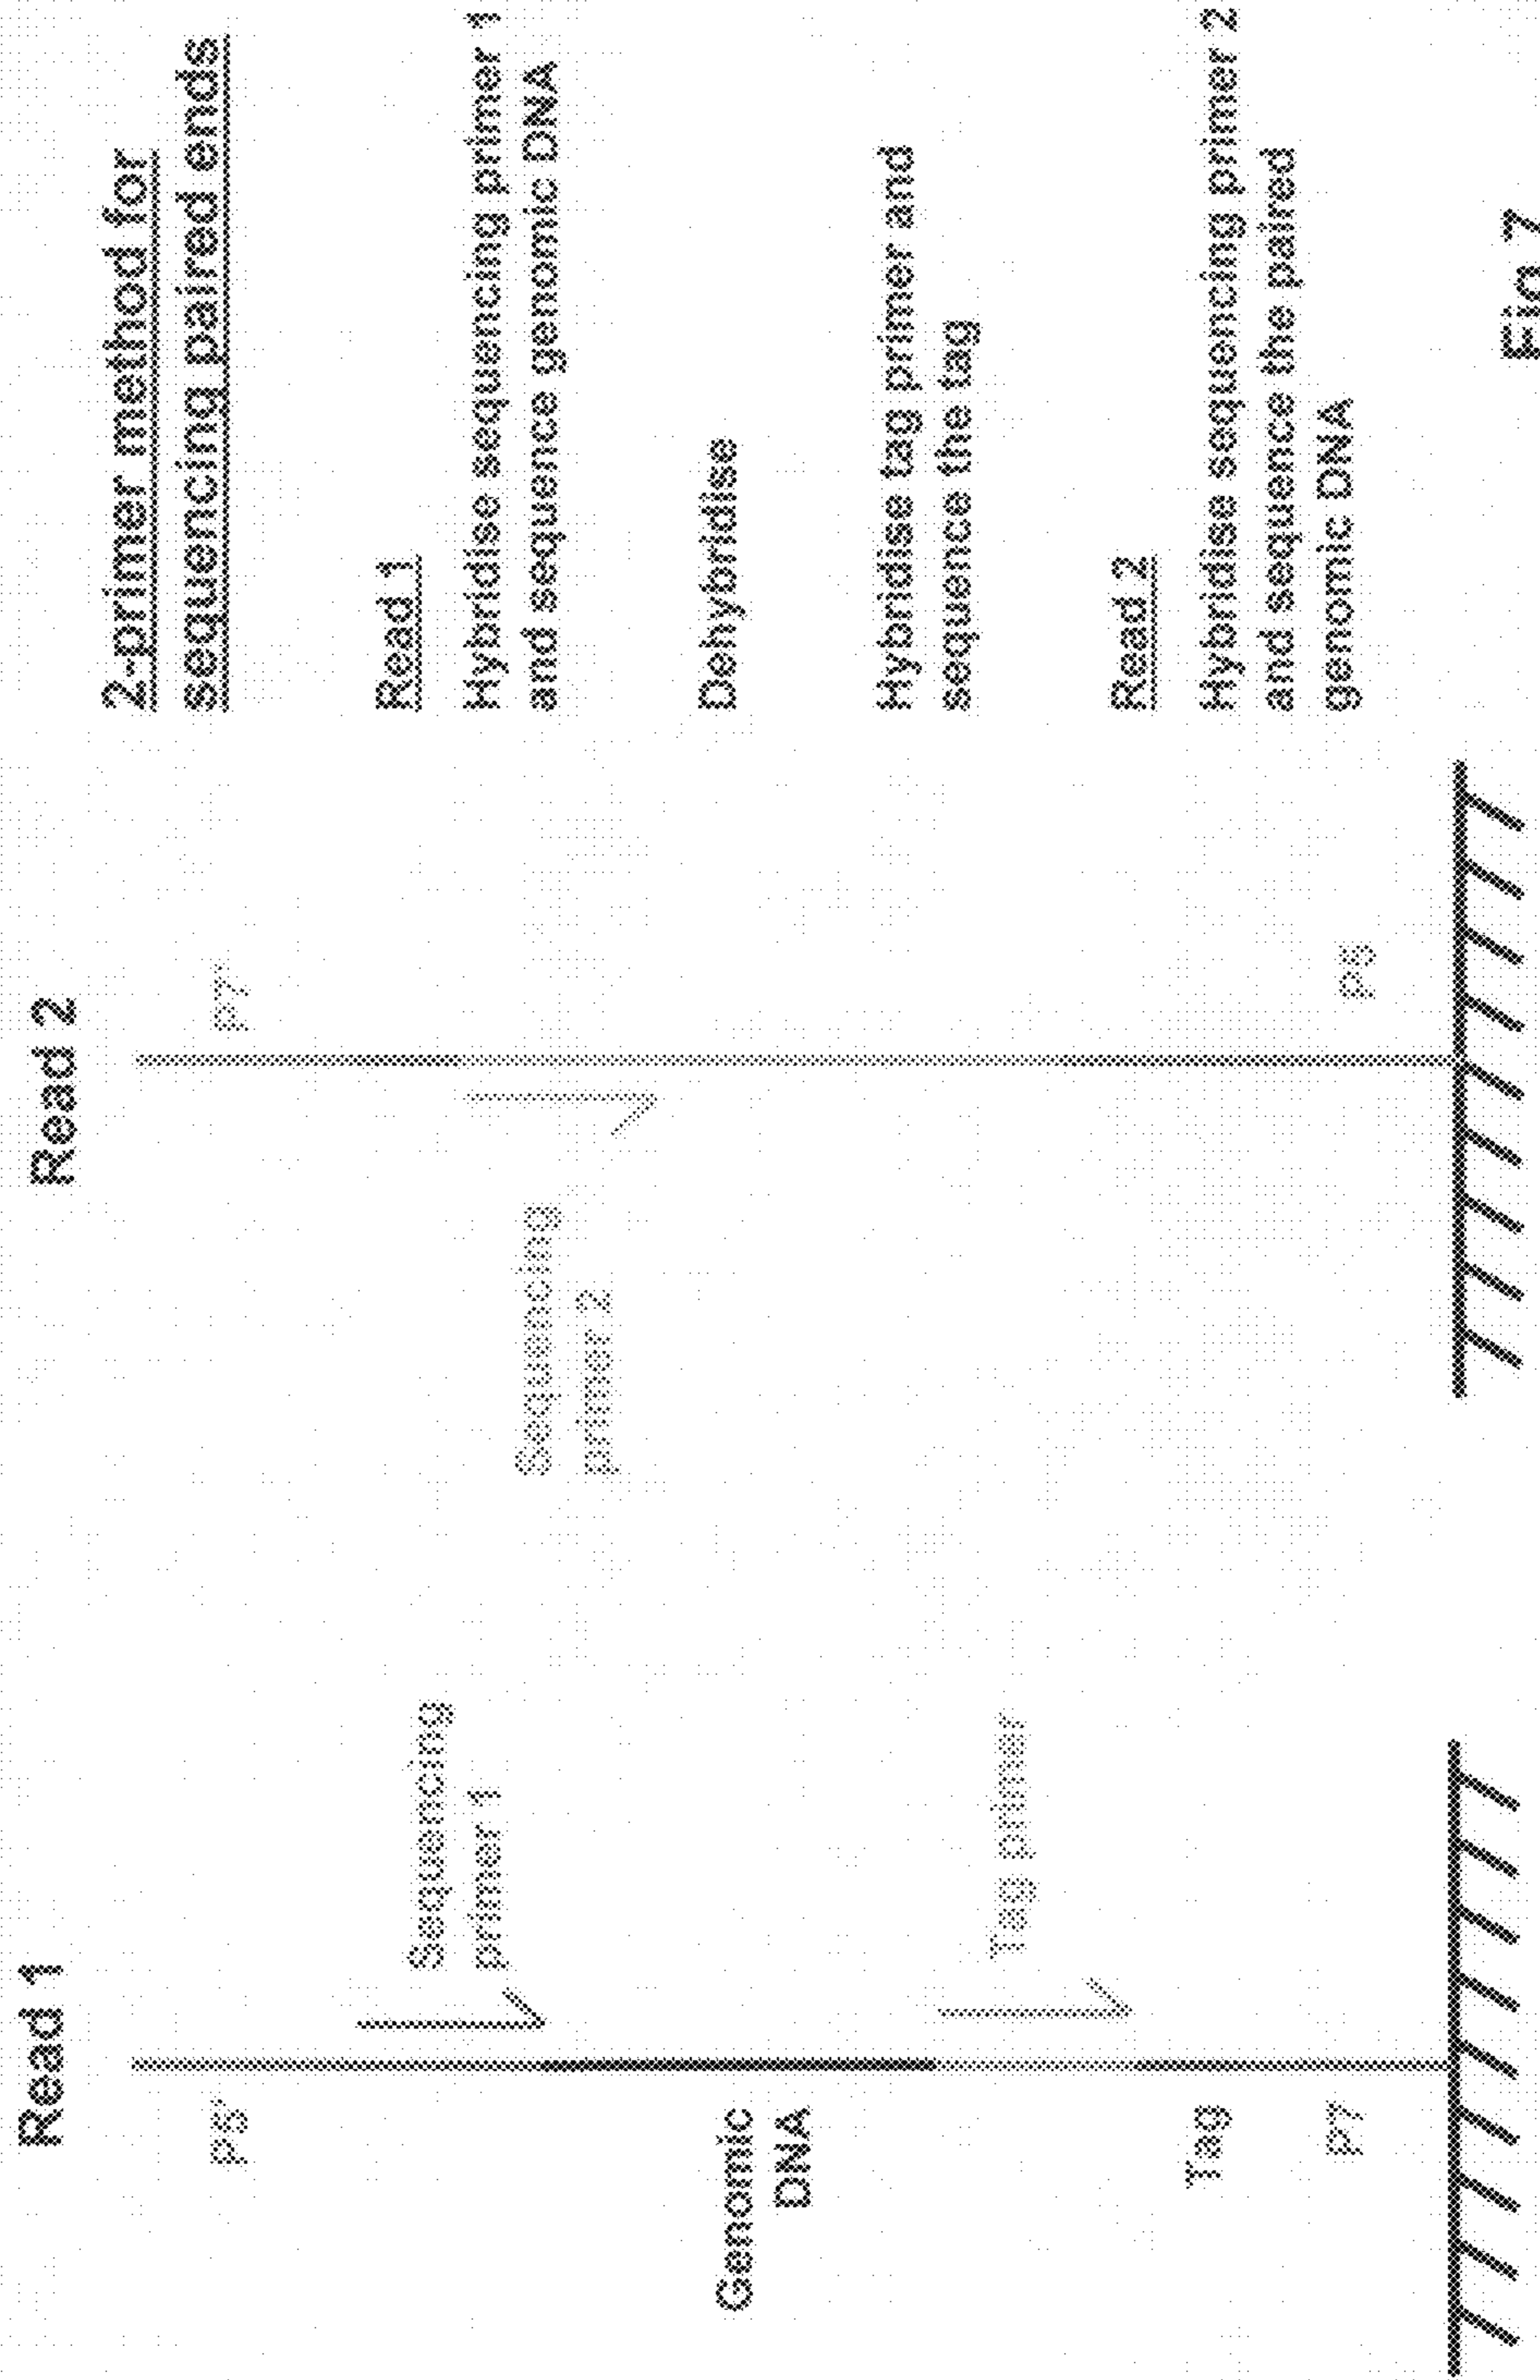 Read 1
P5'
Sequencing
primer 1
Genomic
DNA
Tag primer
Tag
P7
Read 2
P7'
Sequencing
primer 2
P5
2-primer method for
sequencing paired ends
Read 1
Hybridise sequencing primer 1
and sequence genomic DNA
Dehybridise
Hybridise tag primer and
sequence the tag
Read 2
Hybridise sequencing primer 2
and sequence the paired
genomic DNA
Fig 7